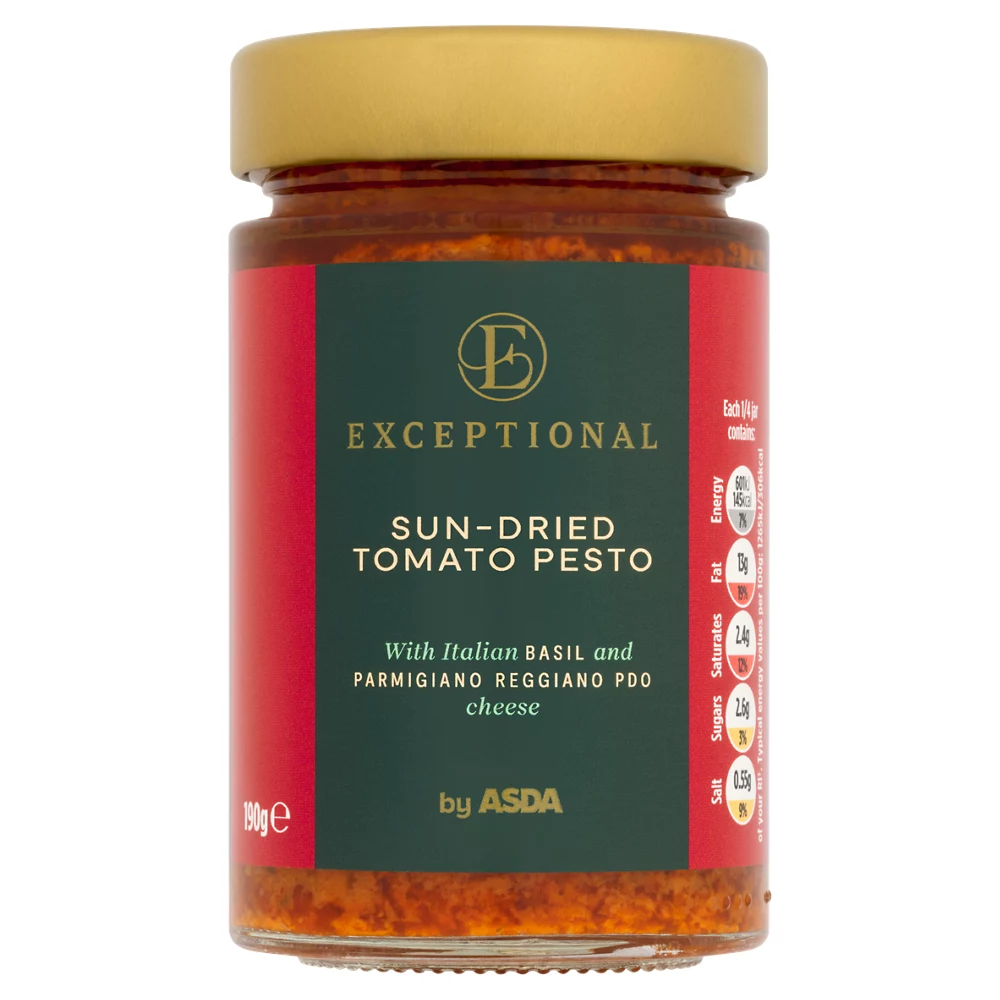 E
EXCEPTIONAL
SUN-DRIED
TOMATO PESTO
With Italian BASIL and
PARMIGIANO REGGIANO PDO
cheese
by ASDA
190g℮
Each 1/4 jar
contains:
Energy
601kJ
145kcal
7%
Fat
13g
19%
Saturates
2.4g
12%
Sugars
2.6g
3%
Salt
0.55g
9%
of your RI*. Typical energy values per 100g: 1265kJ/306kcal